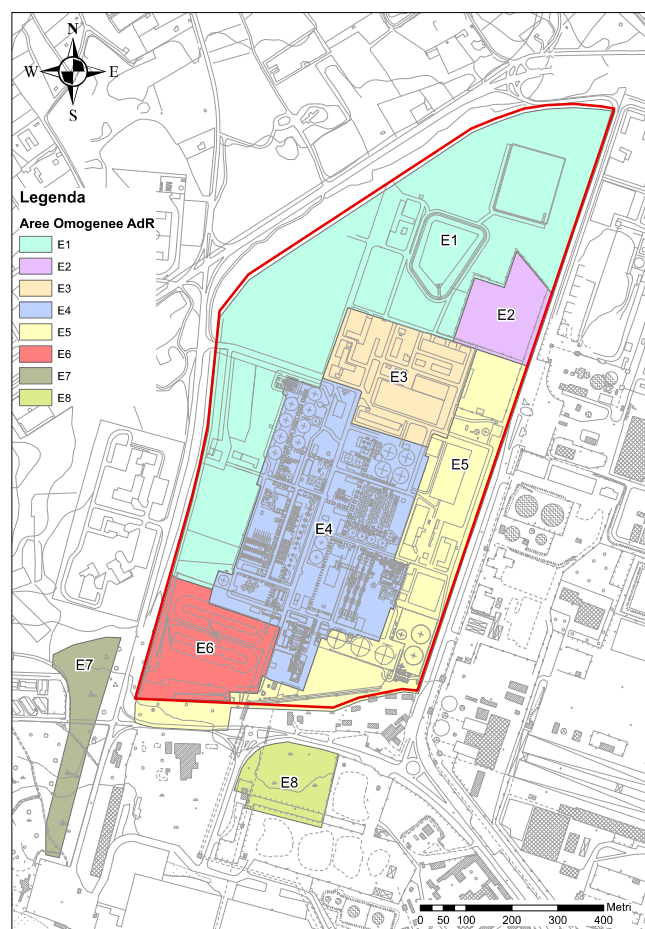 N
W E
S
Legenda
Aree Omogenee AdR
E1
E2
E3
E4
E5
E6
E7
E8
E1
E2
E3
E5
E4
E6
E7
E8
Metri
0 50 100 200 300 400